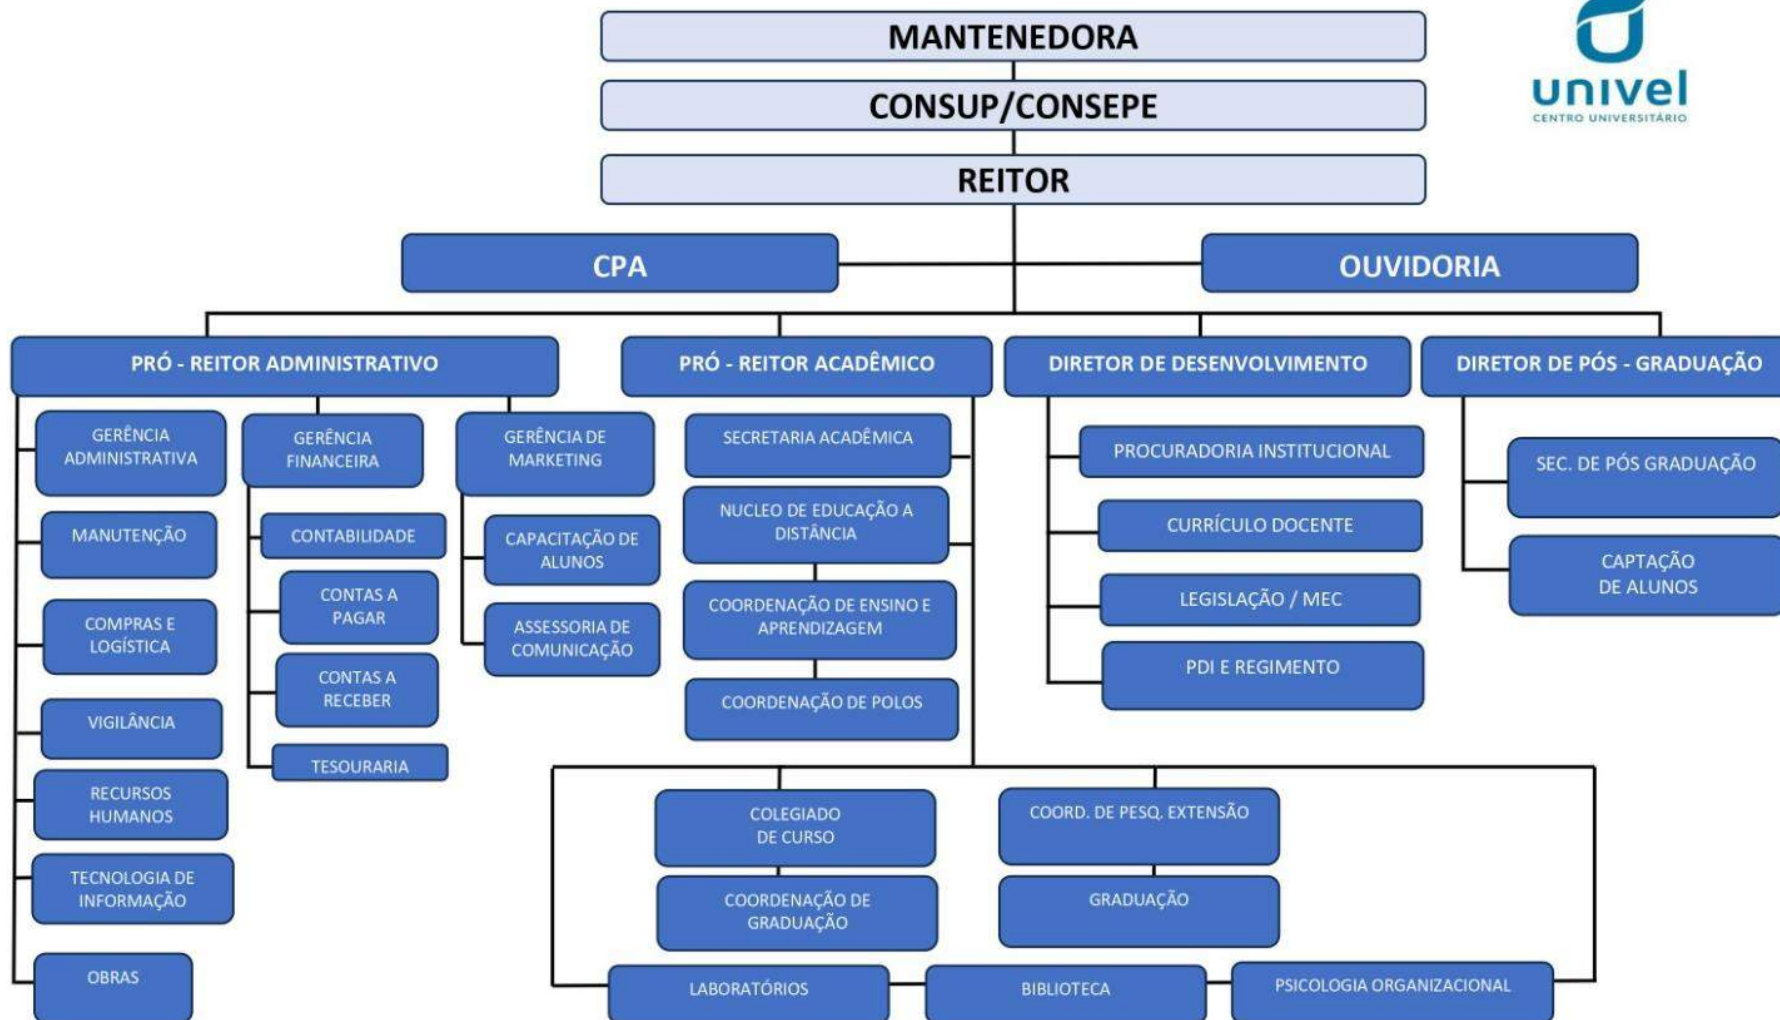 MANTENEDORA
univel
CENTRO UNIVERSITÁRIO
CONSUP/CONSEPE
REITOR
CPA
OUVIDORIA
PRÓ - REITOR ADMINISTRATIVO
PRÓ - REITOR ACADÊMICO
DIRETOR DE DESENVOLVIMENTO
DIRETOR DE PÓS - GRADUAÇÃO
GERÊNCIA
ADMINISTRATIVA
MANUTENÇÃO
COMPRAS E
LOGÍSTICA
VIGILÂNCIA
RECURSOS
HUMANOS
TECNOLOGIA DE
INFORMAÇÃO
OBRAS
GERÊNCIA
FINANCEIRA
CONTABILIDADE
CONTAS A
PAGAR
CONTAS A
RECEBER
TESOURARIA
GERÊNCIA DE
MARKETING
CAPACITAÇÃO DE
ALUNOS
ASSESSORIA DE
COMUNICAÇÃO
SECRETARIA ACADÊMICA
NUCLEO DE EDUCAÇÃO A
DISTÂNCIA
COORDENAÇÃO DE ENSINO E
APRENDIZAGEM
COORDENAÇÃO DE POLOS
COLEGIADO
DE CURSO
COORDENAÇÃO DE
GRADUAÇÃO
COORD. DE PESQ. EXTENSÃO
GRADUAÇÃO
LABORATÓRIOS
BIBLIOTECA
PSICOLOGIA ORGANIZACIONAL
PROCURADORIA INSTITUCIONAL
CURRÍCULO DOCENTE
LEGISLAÇÃO / MEC
PDI E REGIMENTO
SEC. DE PÓS GRADUAÇÃO
CAPTAÇÃO
DE ALUNOS